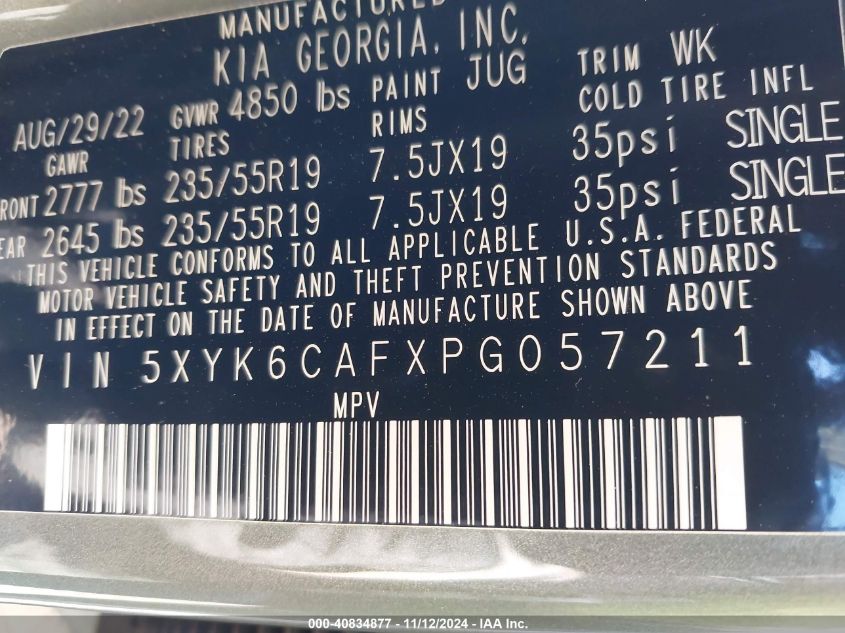 MANUFACTURED
KIA GEORGIA, INC.
AUG/29/22 GVWR 4850 lbs PAINT JUG TRIM WK
GAWR TIRES RIMS COLD TIRE INFL
2777 lbs 235/55R19 7.5JX19 35psi SINGLE
2645 lbs 235/55R19 7.5JX19 35psi SINGLE
THIS VEHICLE CONFORMS TO ALL APPLICABLE U.S.A. FEDERAL
MOTOR VEHICLE SAFETY AND THEFT PREVENTION STANDARDS
IN EFFECT ON THE DATE OF MANUFACTURE SHOWN ABOVE
VIN 5XYK6CAFXPG057211
MPV
000-40834877 - 11/12/2024 - IAA Inc.